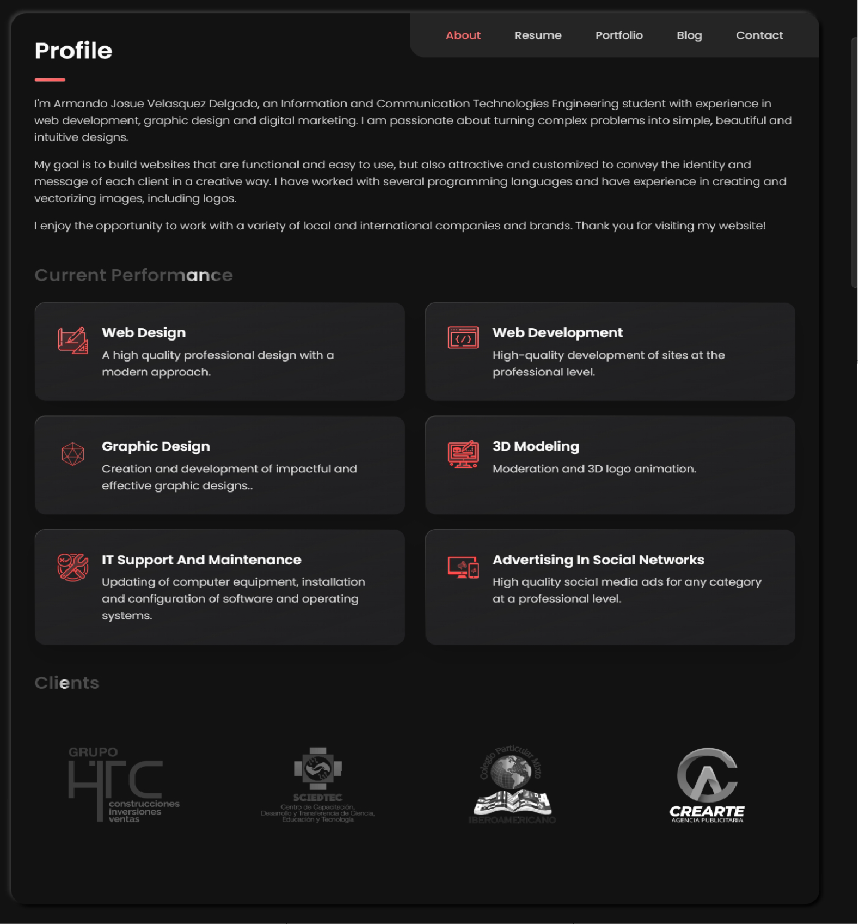 About Resume Portfolio Blog Contact
Profile
I'm Armando Josue Velasquez Delgado, an Information and Communication Technologies Engineering student with experience in
web development, graphic design and digital marketing. I am passionate about turning complex problems into simple, beautiful and
intuitive designs.
My goal is to build websites that are functional and easy to use, but also attractive and customized to convey the identity and
message of each client in a creative way. I have worked with several programming languages and have experience in creating and
vectorizing images, including logos.
I enjoy the opportunity to work with a variety of local and international companies and brands. Thank you for visiting my website!
Current Performance
Web Design
A high quality professional design with a
modern approach.
Web Development
High-quality development of sites at the
professional level.
Graphic Design
Creation and development of impactful and
effective graphic designs..
3D Modeling
Moderation and 3D logo animation.
IT Support And Maintenance
Updating of computer equipment, installation
and configuration of software and operating
systems.
Advertising In Social Networks
High quality social media ads for any category
at a professional level.
Clients
GRUPO
HTC
construcciones
inversiones
ventas
SCIEDTEC
Centro de Capacitación,
Desarrollo y Transferencia de Ciencia,
Educación y Tecnología
Colegio Particular Mixto
IBEROAMERICANO
CREARTE
AGENCIA PUBLICITARIA